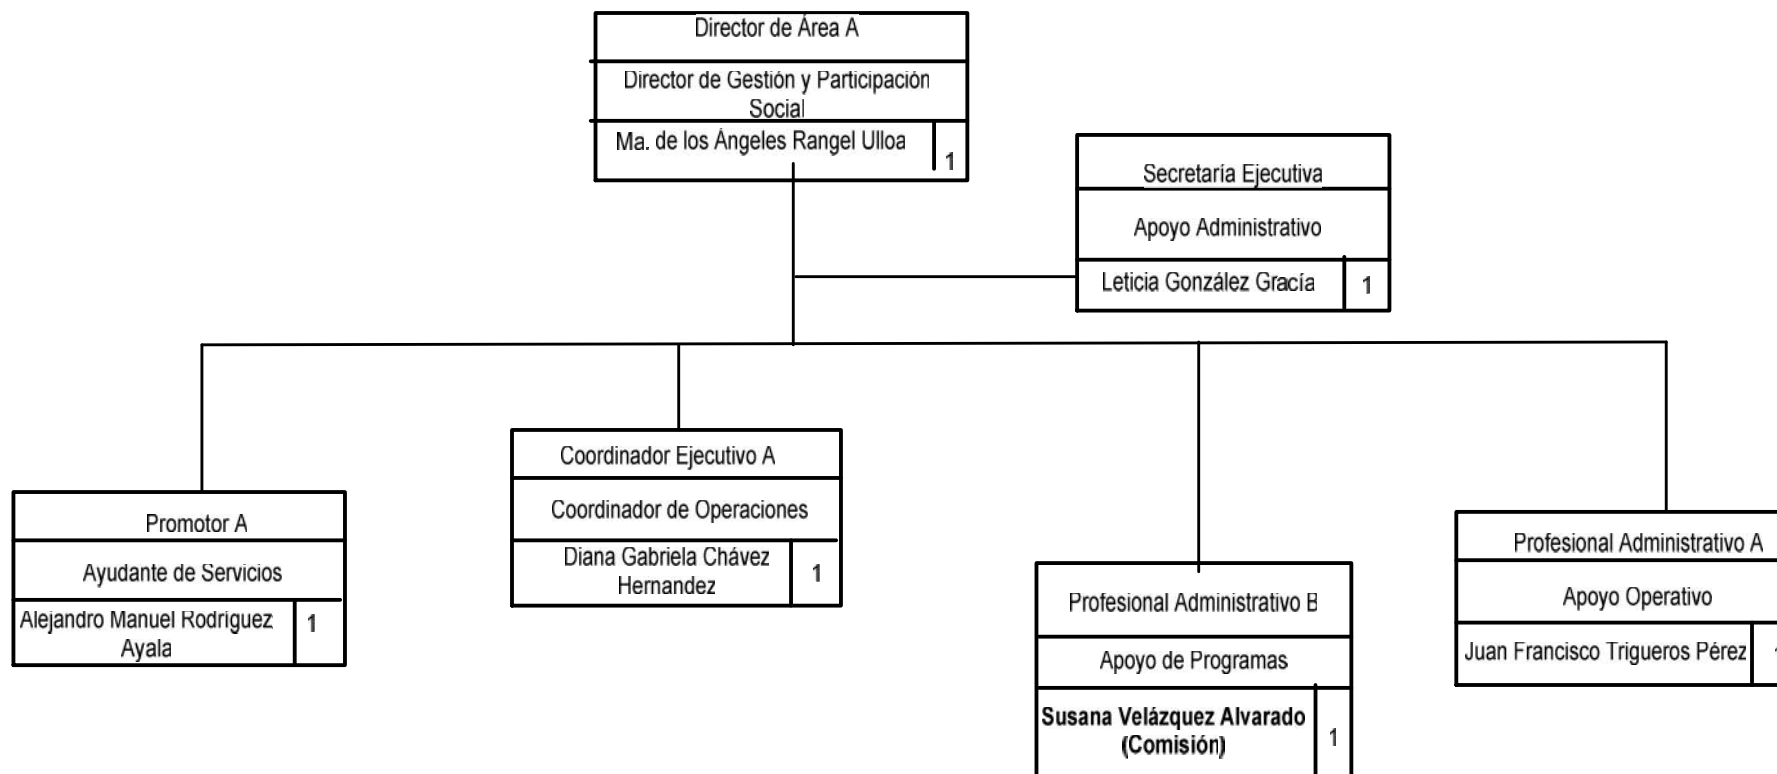 Director de Área A
Director de Gestión y Participación
Social
Ma. de los Ángeles Rangel Ulloa
1
Secretaría Ejecutiva
Apoyo Administrativo
Leticia González Gracía
1
Coordinador Ejecutivo A
Coordinador de Operaciones
Diana Gabriela Chávez
Hernandez
1
Promotor A
Ayudante de Servicios
Alejandro Manuel Rodríguez
Ayala
1
Profesional Administrativo B
Apoyo de Programas
Susana Velázquez Alvarado
(Comisión)
1
Profesional Administrativo A
Apoyo Operativo
Juan Francisco Trigueros Pérez